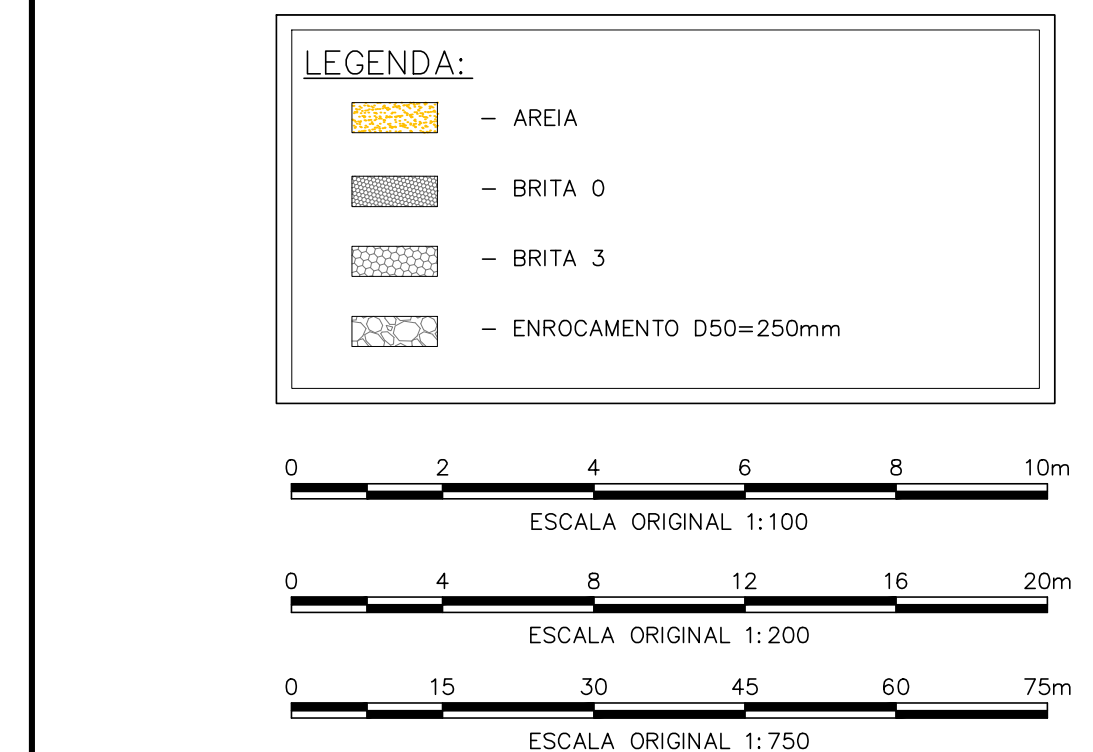 LEGENDA:
– AREIA
– BRITA 0
– BRITA 3
– ENROCAMENTO D50=250mm
0 2 4 6 8 10m
ESCALA ORIGINAL 1:100
0 4 8 12 16 20m
ESCALA ORIGINAL 1:200
0 15 30 45 60 75m
ESCALA ORIGINAL 1:750